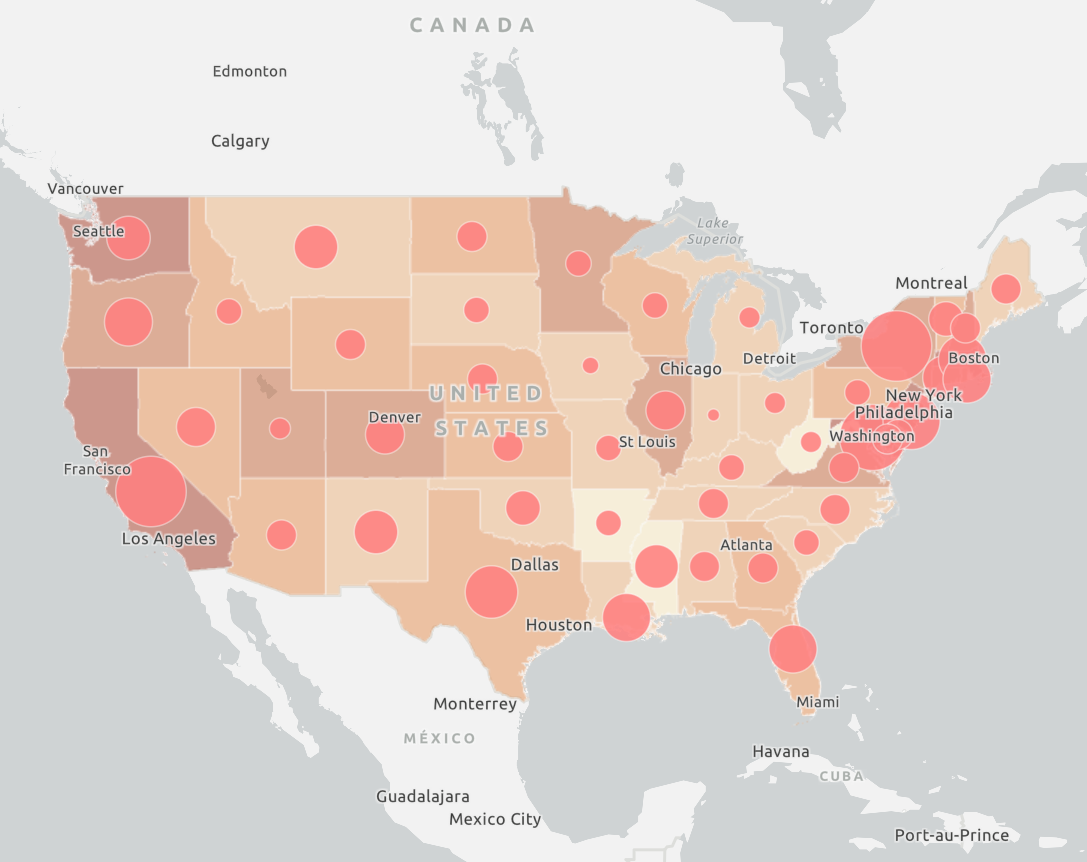 CANADA
Edmonton
Calgary
Vancouver
Seattle
Lake
Superior
Montreal
Toronto
Detroit
Chicago
Boston
New York
Philadelphia
Washington
UNITED
STATES
Denver
St Louis
San
Francisco
Los Angeles
Atlanta
Dallas
Houston
Miami
Monterrey
MÉXICO
Havana
CUBA
Guadalajara
Mexico City
Port-au-Prince